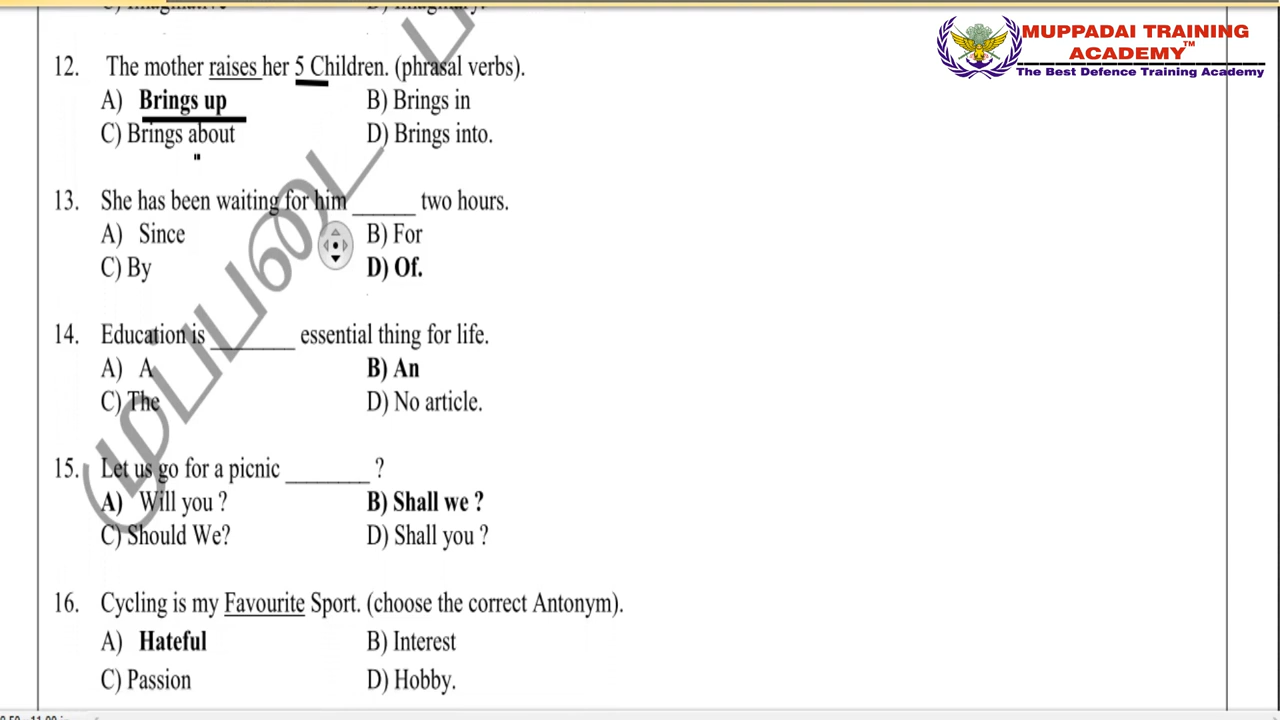 MUPPADAI TRAINING
ACADEMY™
The Best Defence Training Academy
12. The mother raises her 5 Children. (phrasal verbs).
A) Brings up B) Brings in
C) Brings about D) Brings into.
13. She has been waiting for him ______ two hours.
A) Since B) For
C) By D) Of.
14. Education is ________ essential thing for life.
A) A B) An
C) The D) No article.
15. Let us go for a picnic ________ ?
A) Will you ? B) Shall we ?
C) Should We? D) Shall you ?
16. Cycling is my Favourite Sport. (choose the correct Antonym).
A) Hateful B) Interest
C) Passion D) Hobby.